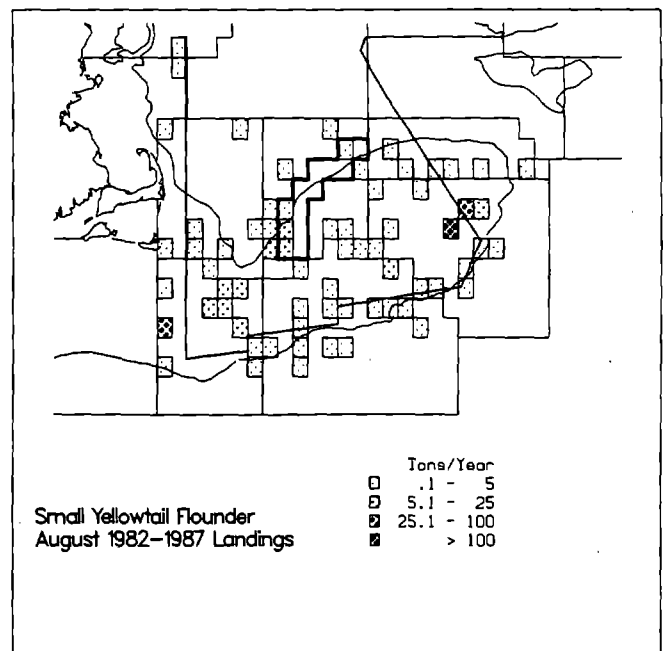 Tons/Year
.1 - 5
5.1 - 25
25.1 - 100
> 100
Small Yellowtail Flounder
August 1982-1987 Landings